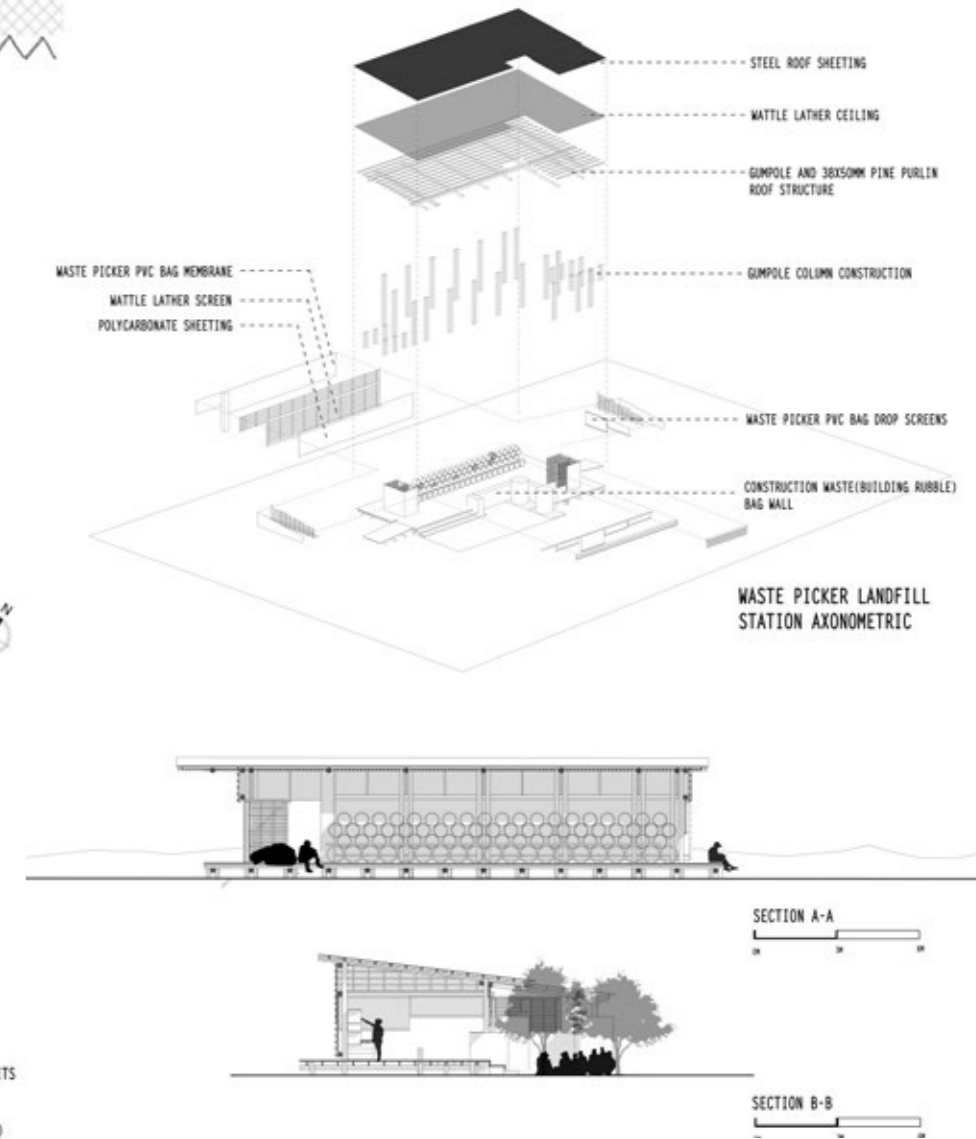 STEEL ROOF SHEETING
WATTLE LATHER CEILING
GUMPOLE AND 38X50MM PINE PURLIN
ROOF STRUCTURE
WASTE PICKER PVC BAG MEMBRANE
WATTLE LATHER SCREEN
POLYCARBONATE SHEETING
GUMPOLE COLUMN CONSTRUCTION
WASTE PICKER PVC BAG DROP SCREENS
CONSTRUCTION WASTE(BUILDING RUBBLE)
BAG WALL
WASTE PICKER LANDFILL
STATION AXONOMETRIC
N
SECTION A-A
SECTION B-B